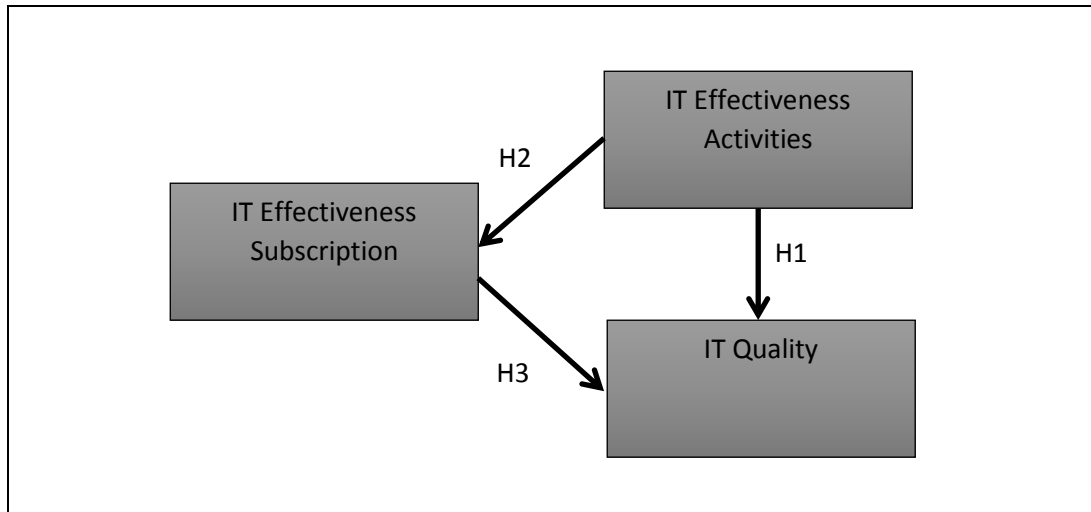 IT Effectiveness
Activities
H2
IT Effectiveness
Subscription
H1
IT Quality
H3